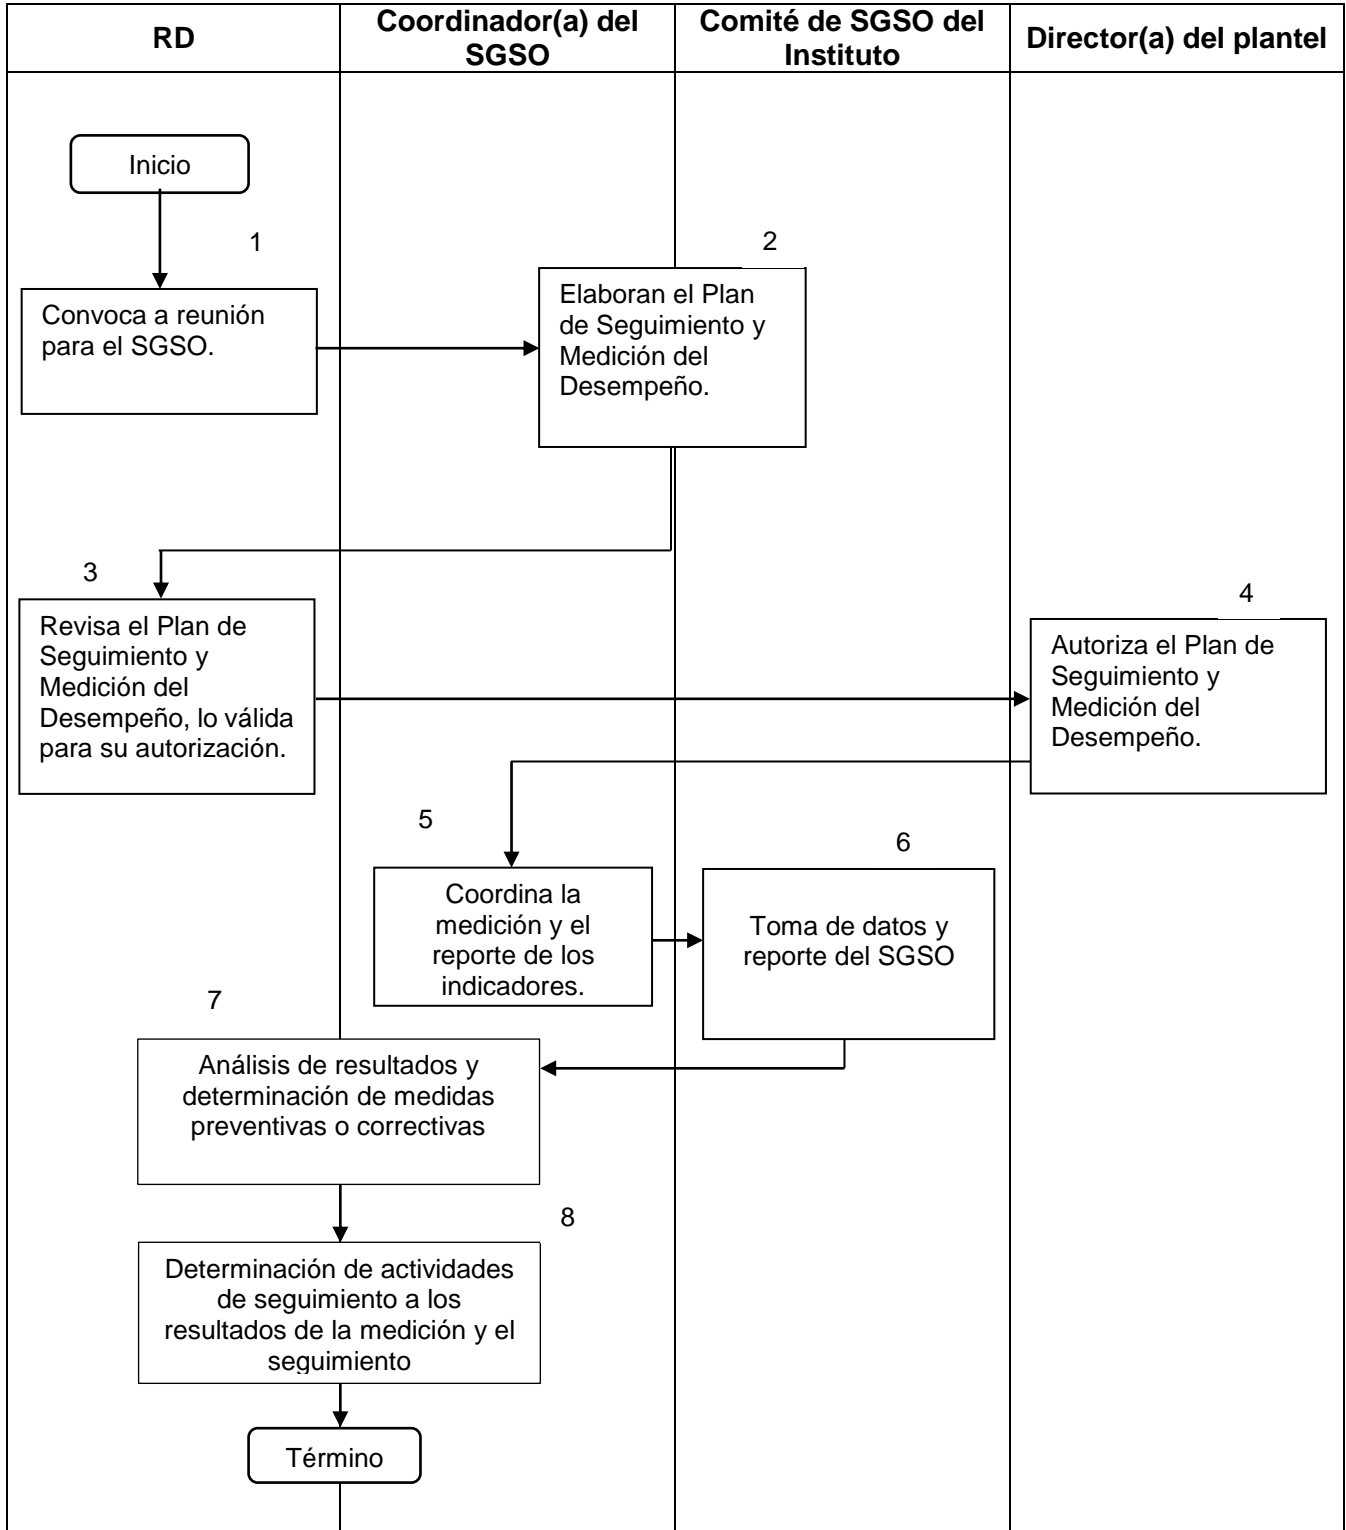 RD
Coordinador(a) del
SGSO
Comité de SGSO del
Instituto
Director(a) del plantel
Inicio
1
Convoca a reunión
para el SGSO.
2
Elaboran el Plan
de Seguimiento y
Medición del
Desempeño.
3
Revisa el Plan de
Seguimiento y
Medición del
Desempeño, lo válida
para su autorización.
4
Autoriza el Plan de
Seguimiento y
Medición del
Desempeño.
5
Coordina la
medición y el
reporte de los
indicadores.
6
Toma de datos y
reporte del SGSO
7
Análisis de resultados y
determinación de medidas
preventivas o correctivas
8
Determinación de actividades
de seguimiento a los
resultados de la medición y el
seguimiento
Término